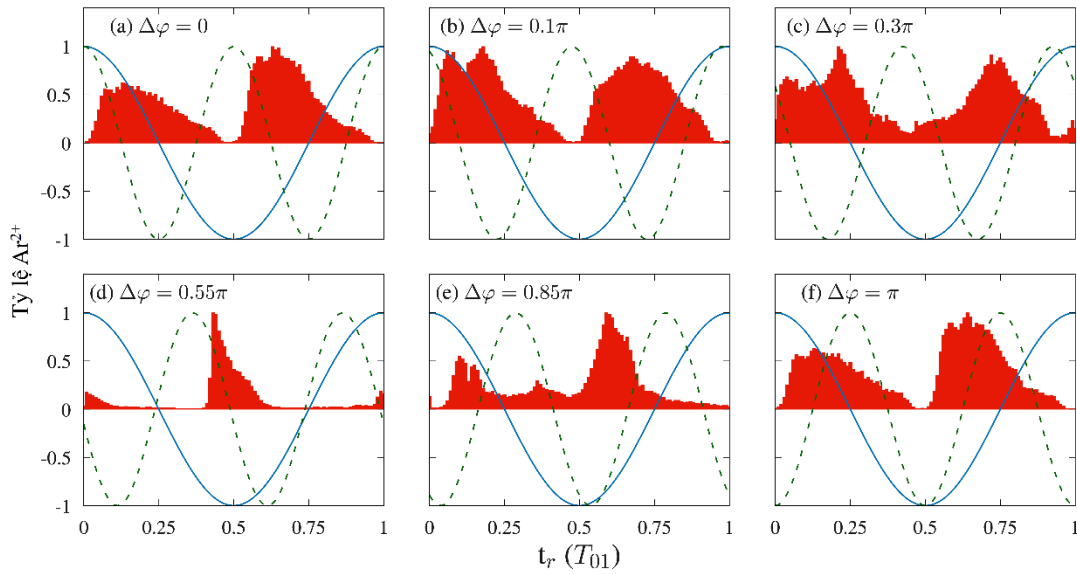 (a) Δφ = 0
(b) Δφ = 0.1π
(c) Δφ = 0.3π
1
0.5
0
-0.5
-1
(d) Δφ = 0.55π
(e) Δφ = 0.85π
(f) Δφ = π
1
0.5
0
-0.5
-1
0 0.25 0.5 0.75 1
0 0.25 0.5 0.75 1
0.25 0.5 0.75 1
Tỷ lệ Ar²⁺
tᵣ (T₀₁)